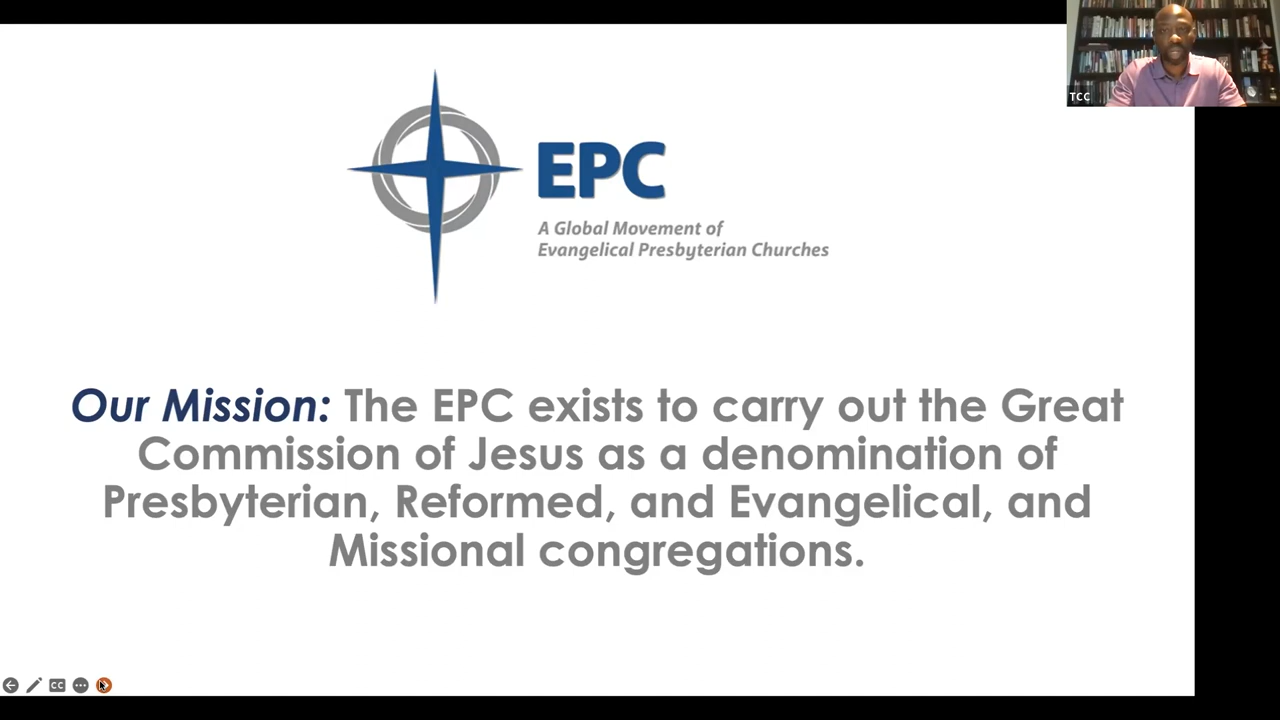 TCC
EPC
A Global Movement of
Evangelical Presbyterian Churches
Our Mission: The EPC exists to carry out the Great
Commission of Jesus as a denomination of
Presbyterian, Reformed, and Evangelical, and
Missional congregations.
CC